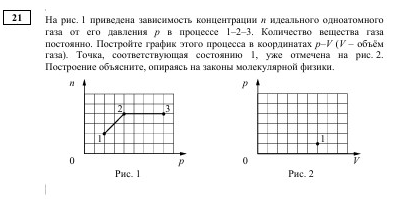 21
На рис. 1 приведена зависимость концентрации n идеального одноатомного
газа от его давления p в процессе 1–2–3. Количество вещества газа
постоянно. Постройте график этого процесса в координатах p–V (V – объём
газа). Точка, соответствующая состоянию 1, уже отмечена на рис. 2.
Построение объясните, опираясь на законы молекулярной физики.
n p
2 3
1 1
0 p 0 V
Рис. 1 Рис. 2